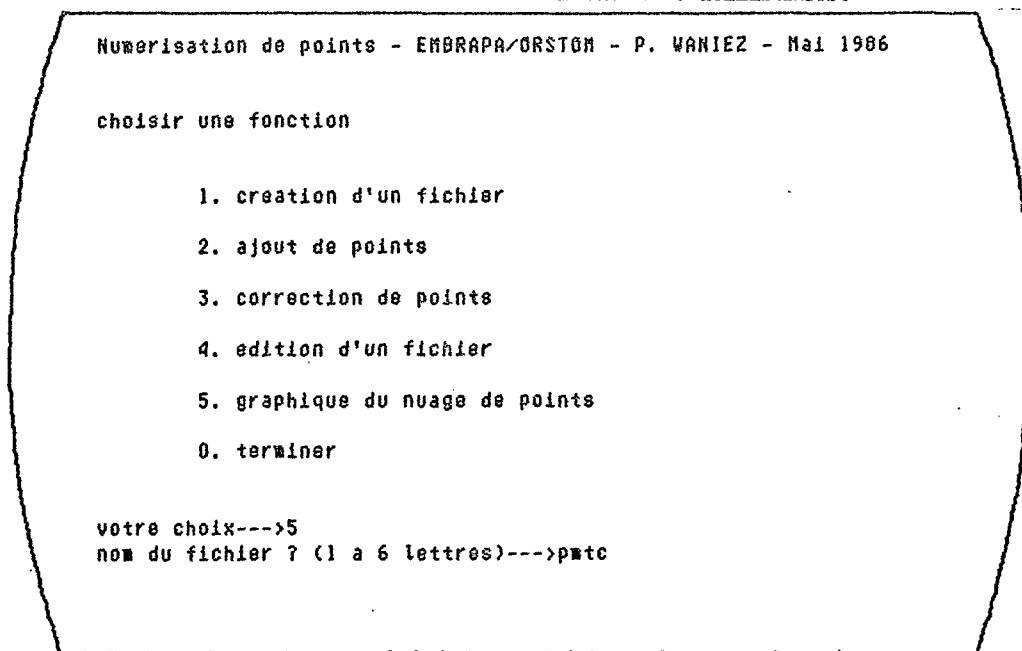 Numerisation de points - EMBRAPA/ORSTOM - P. WANIEZ - Mai 1986
choisir une fonction
1. creation d'un fichier
2. ajout de points
3. correction de points
4. edition d'un fichier
5. graphique du nuage de points
0. terminer
votre choix--->5
nom du fichier ? (1 a 6 lettres)--->pmtc